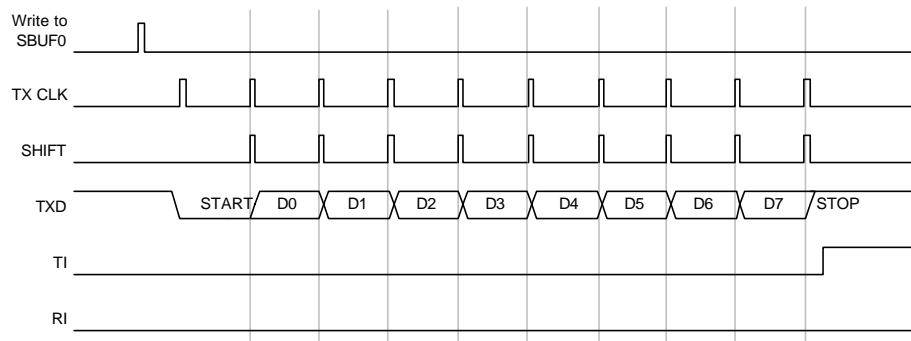 Write to
SBUF0
TX CLK
SHIFT
TXD START D0 D1 D2 D3 D4 D5 D6 D7 STOP
TI
RI